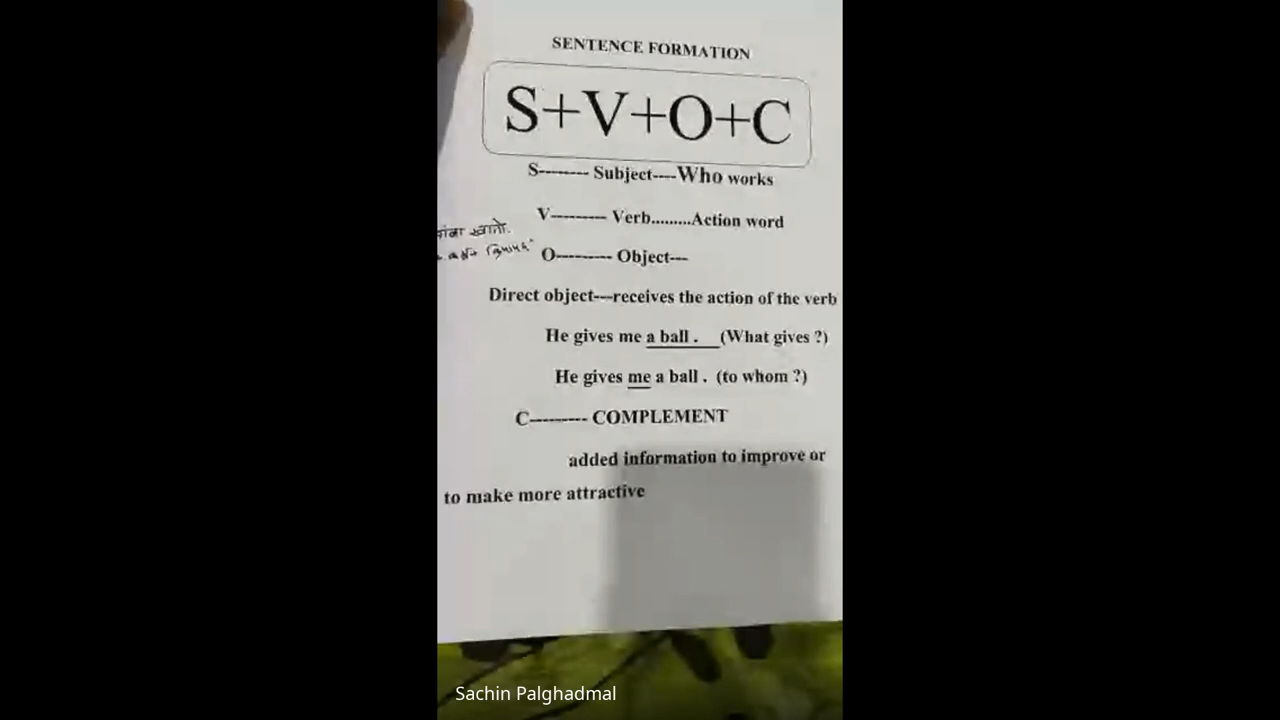 SENTENCE FORMATION
S+V+O+C
S-------- Subject----Who works
V--------- Verb.........Action word
खातो.
O--------- Object---
Direct object---receives the action of the verb
He gives me a ball . (What gives ?)
He gives me a ball . (to whom ?)
C--------- COMPLEMENT
added information to improve or
to make more attractive
Sachin Palghadmal